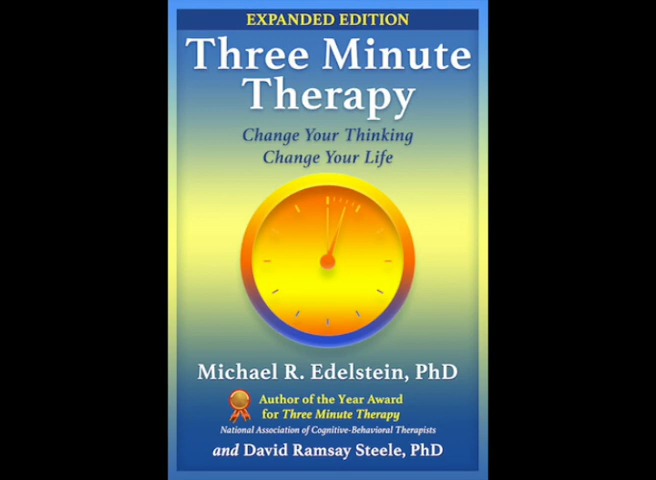 EXPANDED EDITION
Three Minute
Therapy
Change Your Thinking
Change Your Life
Michael R. Edelstein, PhD
Author of the Year Award
for Three Minute Therapy
National Association of Cognitive-Behavioral Therapists
and David Ramsay Steele, PhD